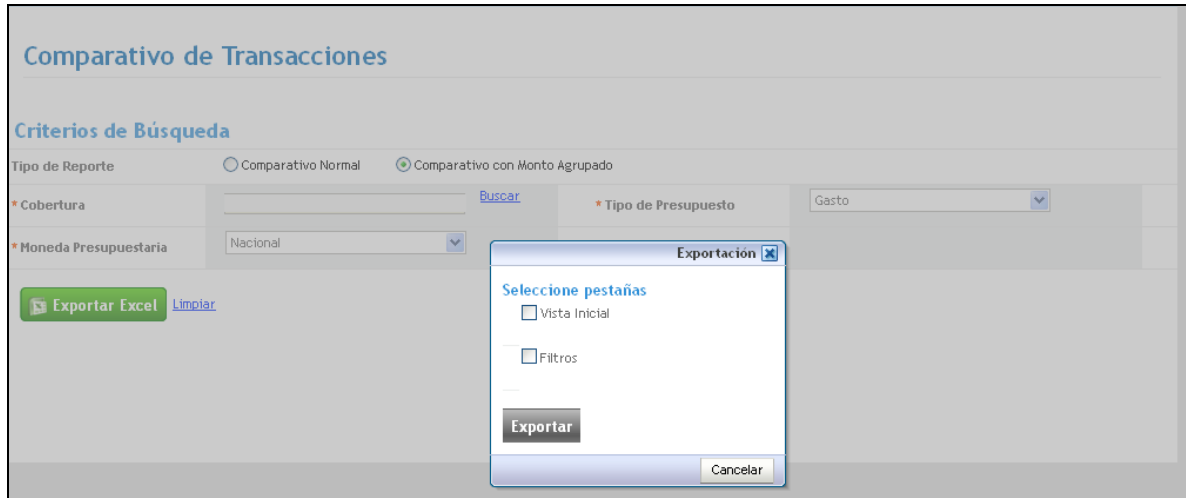 Comparativo de Transacciones
Criterios de Búsqueda
Tipo de Reporte Comparativo Normal Comparativo con Monto Agrupado
* Cobertura Buscar * Tipo de Presupuesto Gasto
* Moneda Presupuestaria Nacional
Exportar Excel Limpiar
Exportación
Seleccione pestañas
Vista Inicial
Filtros
Exportar
Cancelar